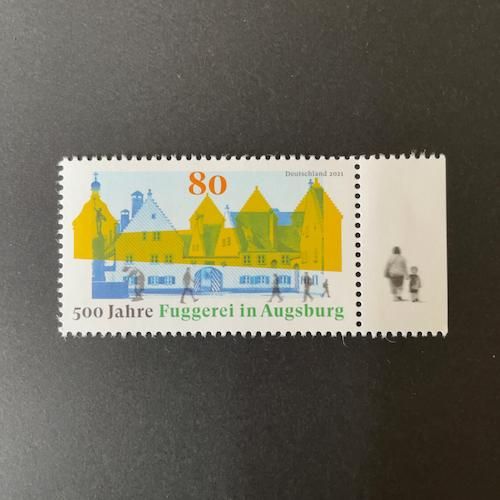 80
Deutschland 2021
500 Jahre Fuggerei in Augsburg